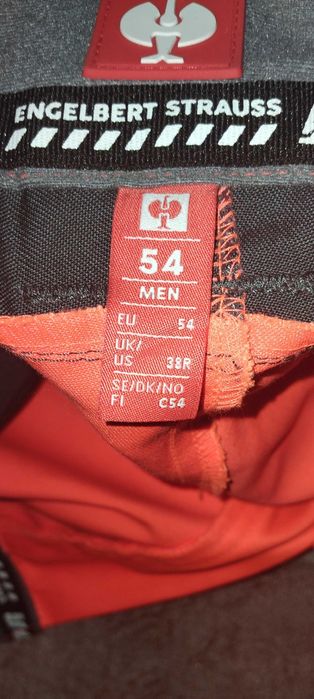 ENGELBERT STRAUSS
54
MEN
EU 54
UK/
US 38R
SE/DK/NO
FI C54